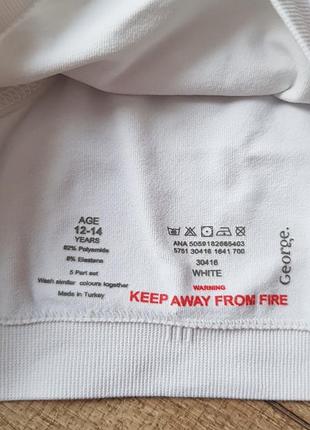 AGE
12-14
YEARS
92% Polyamide
8% Elastane
5 Part set
Wash similar colours together
Made in Turkey
ANA 5059182665403
5751 30416 1641 700
30416
WHITE
WARNING
KEEP AWAY FROM FIRE
George.